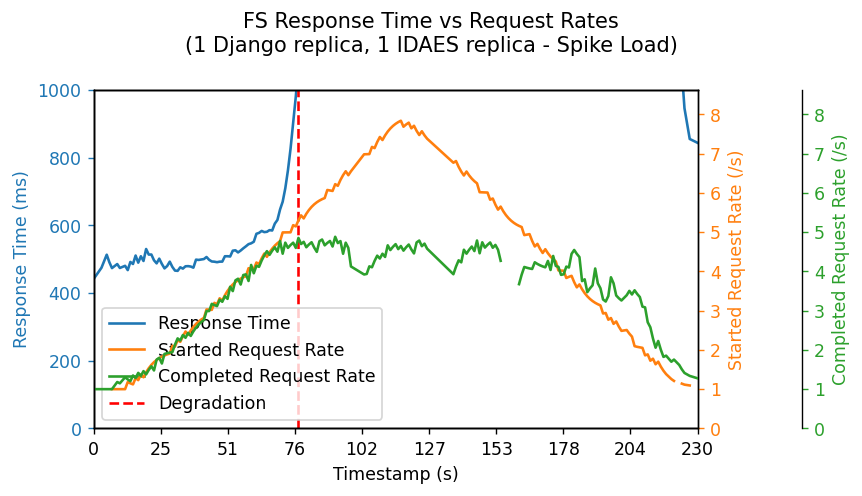 FS Response Time vs Request Rates
(1 Django replica, 1 IDAES replica - Spike Load)
1000
800
600
400
200
0
Response Time (ms)
8
7
6
5
4
3
2
1
0
Started Request Rate (/s)
8
7
6
5
4
3
2
1
0
Completed Request Rate (/s)
Response Time
Started Request Rate
Completed Request Rate
Degradation
0 25 51 76 102 127 153 178 204 230
Timestamp (s)